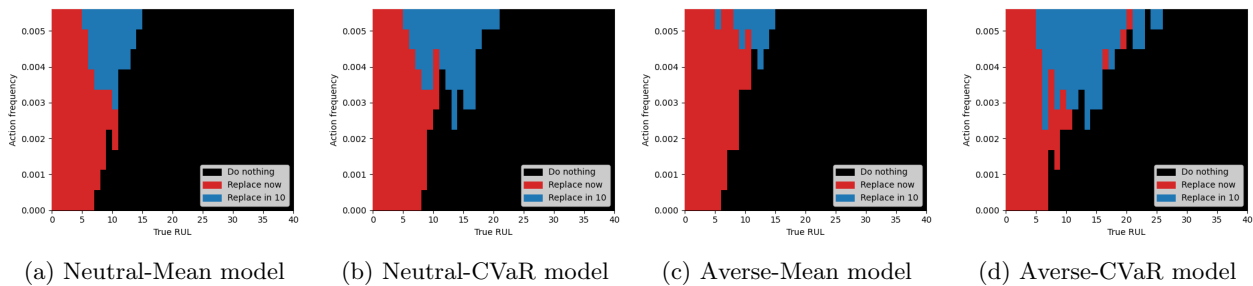 0.005
0.004
0.003
0.002
0.001
0.000
Action frequency
0 5 10 15 20 25 30 35 40
True RUL
Do nothing
Replace now
Replace in 10
(a) Neutral-Mean model
0.005
0.004
0.003
0.002
0.001
0.000
Action frequency
0 5 10 15 20 25 30 35 40
True RUL
Do nothing
Replace now
Replace in 10
(b) Neutral-CVaR model
0.005
0.004
0.003
0.002
0.001
0.000
Action frequency
0 5 10 15 20 25 30 35 40
True RUL
Do nothing
Replace now
Replace in 10
(c) Averse-Mean model
0.005
0.004
0.003
0.002
0.001
0.000
Action frequency
0 5 10 15 20 25 30 35 40
True RUL
Do nothing
Replace now
Replace in 10
(d) Averse-CVaR model